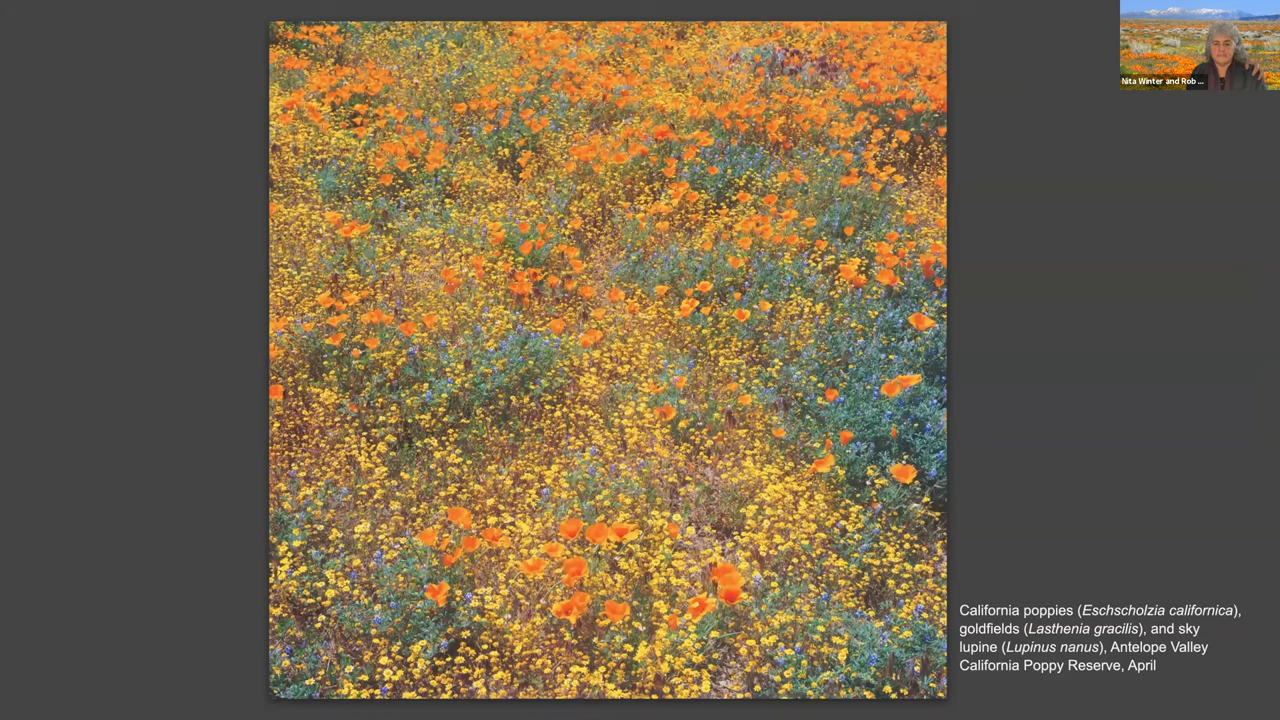 Nita Winter and Rob ...
California poppies (Eschscholzia californica),
goldfields (Lasthenia gracilis), and sky
lupine (Lupinus nanus), Antelope Valley
California Poppy Reserve, April